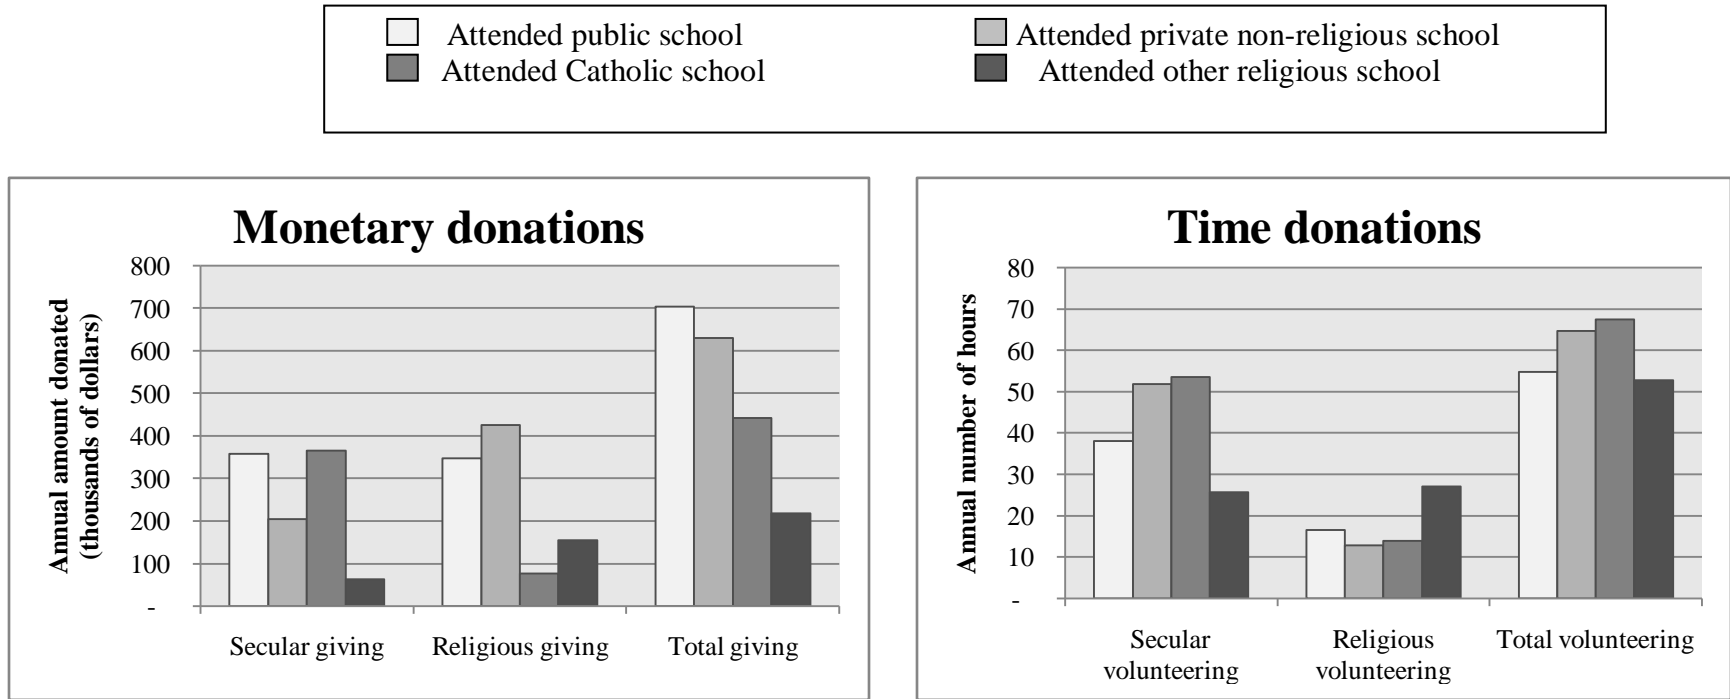 Attended public school
Attended private non-religious school
Attended Catholic school
Attended other religious school
Monetary donations
Annual amount donated
(thousands of dollars)
800
700
600
500
400
300
200
100
-
Secular giving
Religious giving
Total giving
Time donations
Annual number of hours
80
70
60
50
40
30
20
10
-
Secular
volunteering
Religious
volunteering
Total volunteering